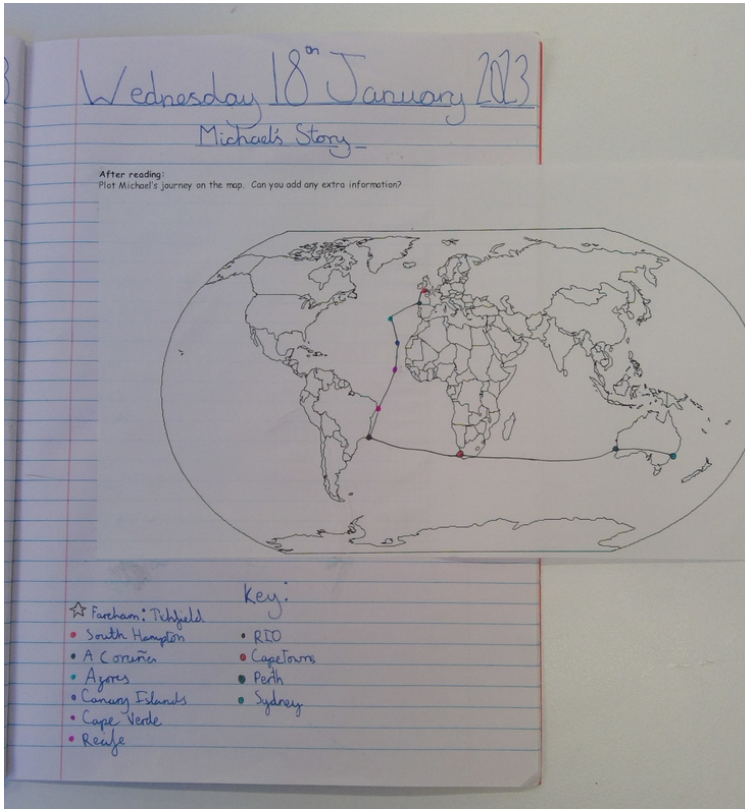 Wednesday 18th January 2023
Michael's Story
After reading:
Plot Michael's journey on the map. Can you add any extra information?
Key:
Fareham: Titchfield
South Hampton
A Coruña
Azores
Canary Islands
Cape Verde
Recife
RIO
CapeTowns
Perth
Sydney